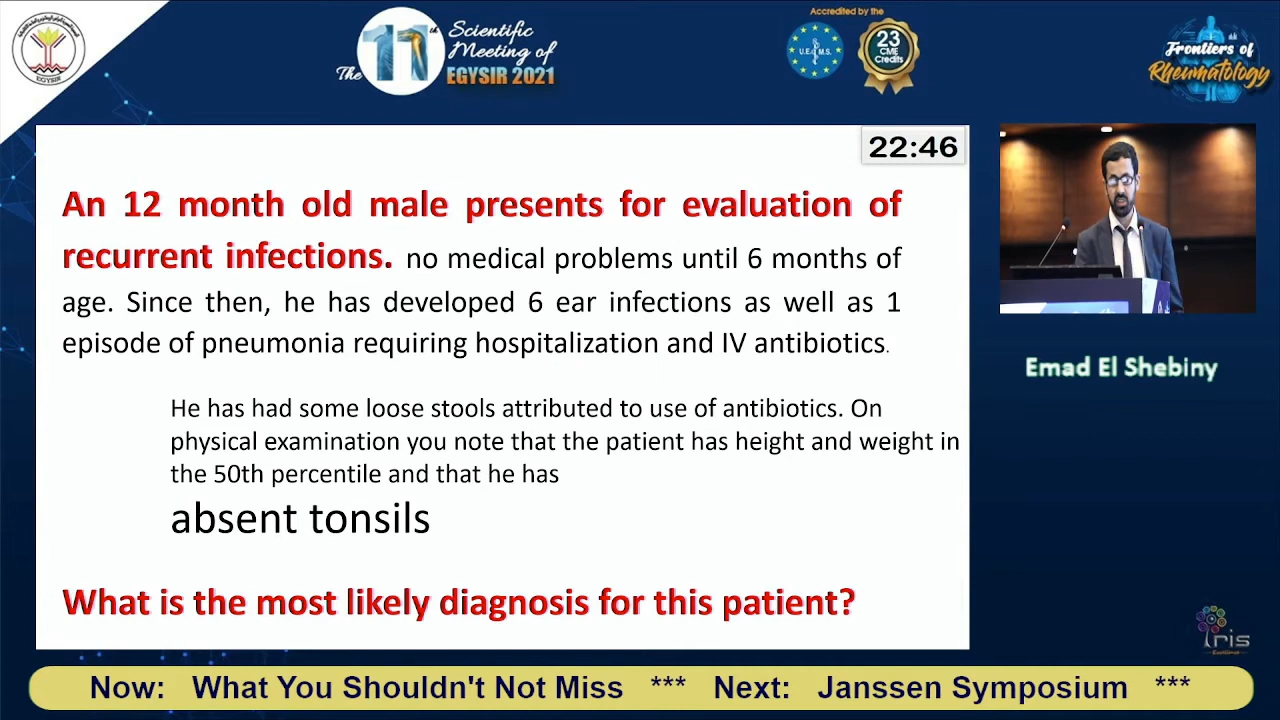 EGYSIR
The 11th
Scientific
Meeting of
EGYSIR 2021
Accredited by the
U.E.M.S.
23
CME
Credits
Frontiers of
Rheumatology
22:46
An 12 month old male presents for evaluation of
recurrent infections. no medical problems until 6 months of
age. Since then, he has developed 6 ear infections as well as 1
episode of pneumonia requiring hospitalization and IV antibiotics.
He has had some loose stools attributed to use of antibiotics. On
physical examination you note that the patient has height and weight in
the 50th percentile and that he has
absent tonsils
What is the most likely diagnosis for this patient?
Emad El Shebiny
Iris
Now: What You Shouldn't Not Miss *** Next: Janssen Symposium ***